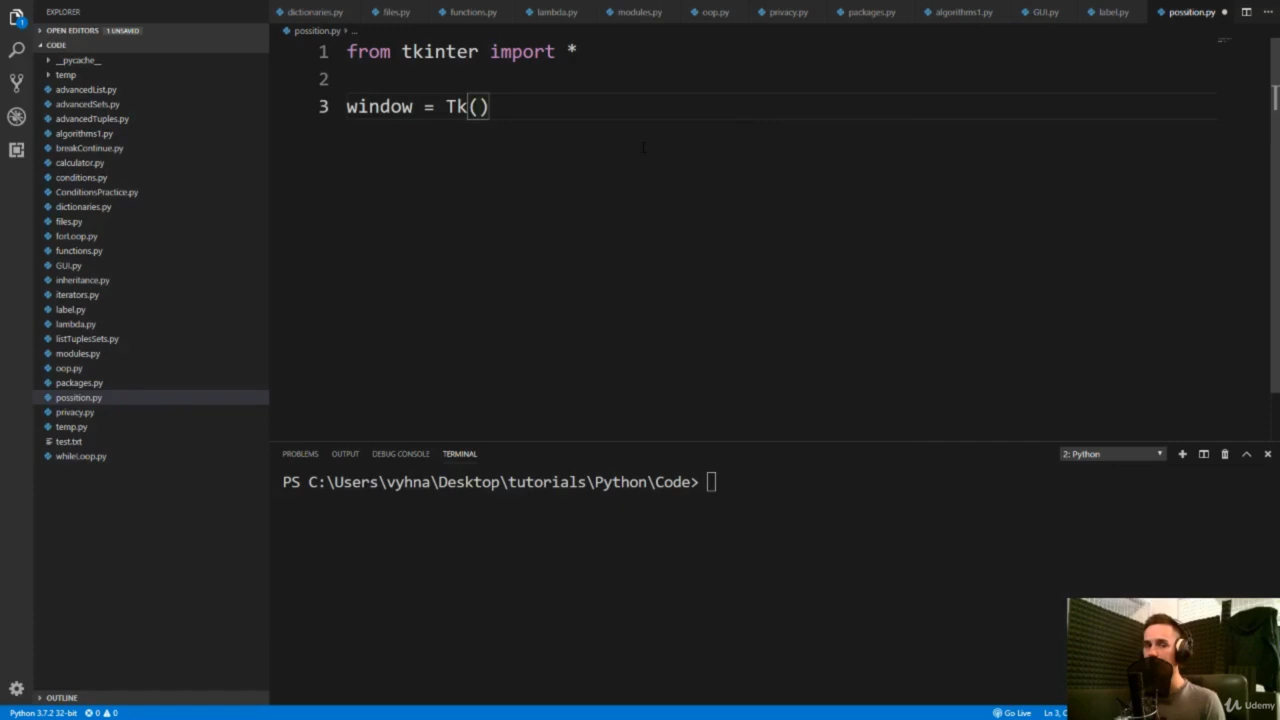 EXPLORER
OPEN EDITORS 1 UNSAVED
CODE
__pycache__
temp
advancedList.py
advancedSets.py
advancedTuples.py
algorithms1.py
breakContinue.py
calculator.py
conditions.py
ConditionsPractice.py
dictionaries.py
files.py
forLoop.py
functions.py
GUI.py
inheritance.py
iterators.py
label.py
lambda.py
listTuplesSets.py
modules.py
oop.py
packages.py
possition.py
privacy.py
temp.py
test.txt
whileLoop.py
OUTLINE
dictionaries.py files.py functions.py lambda.py modules.py oop.py privacy.py packages.py algorithms1.py GUI.py label.py possition.py
possition.py > ...
1 from tkinter import *
2
3 window = Tk()
PROBLEMS OUTPUT DEBUG CONSOLE TERMINAL 2: Python
PS C:\Users\vyhna\Desktop\tutorials\Python\Code>
Python 3.7.2 32-bit 0 0 Go Live Ln 3, C
Udemy